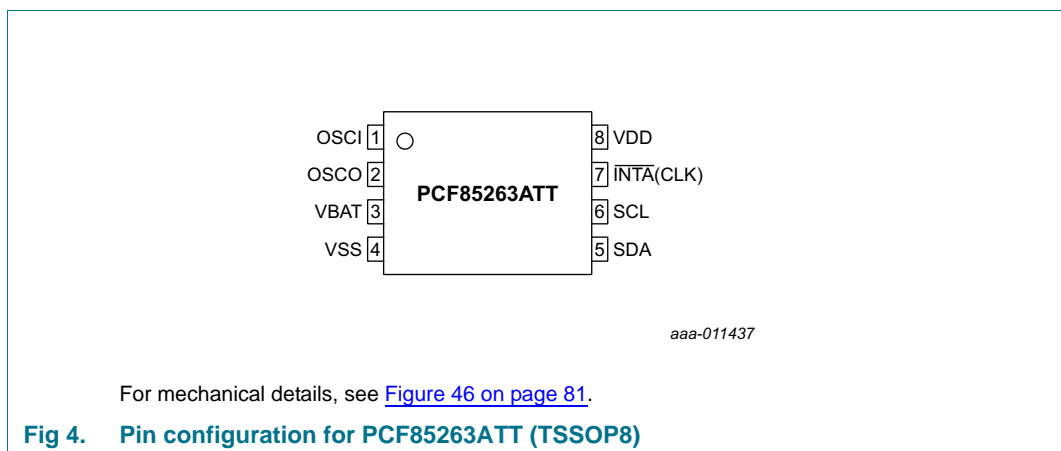 OSCI 1 8 VDD
OSCO 2 7 INTA(CLK)
PCF85263ATT
VBAT 3 6 SCL
VSS 4 5 SDA
aaa-011437
For mechanical details, see Figure 46 on page 81.
Fig 4. Pin configuration for PCF85263ATT (TSSOP8)